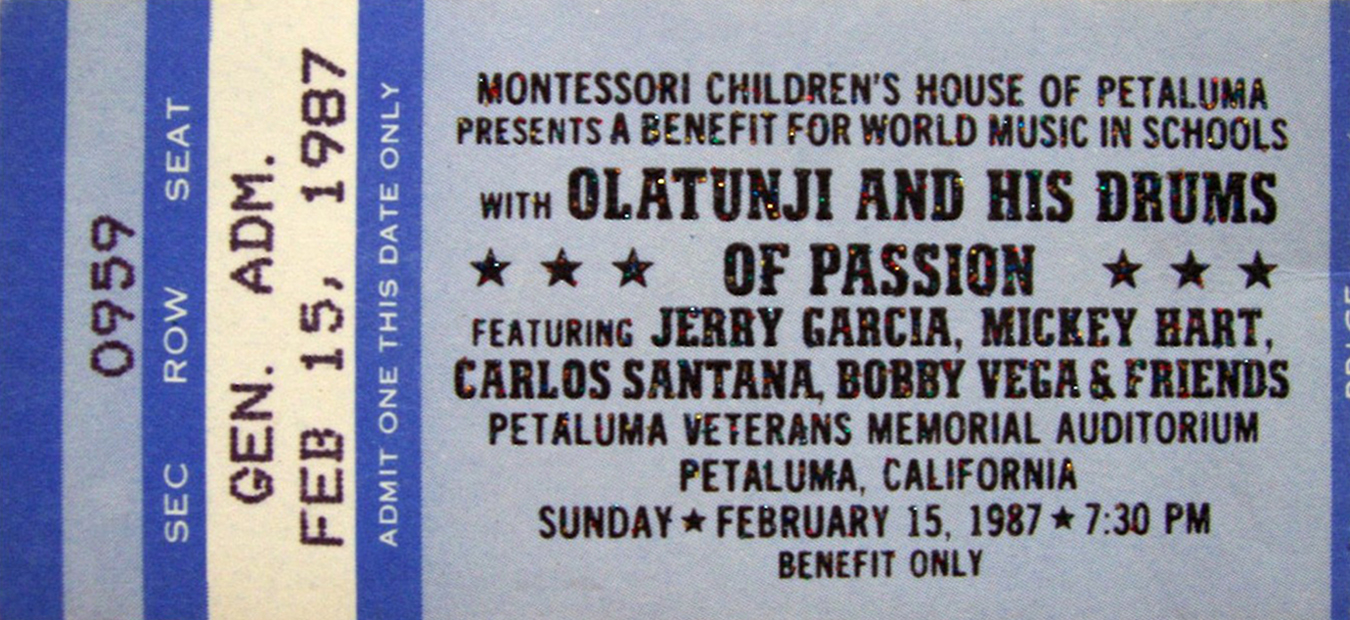 0959
SEC ROW SEAT
GEN. ADM.
FEB 15, 1987
ADMIT ONE THIS DATE ONLY
MONTESSORI CHILDREN'S HOUSE OF PETALUMA
PRESENTS A BENEFIT FOR WORLD MUSIC IN SCHOOLS
WITH OLATUNJI AND HIS DRUMS
★ ★ ★ OF PASSION ★ ★ ★
FEATURING JERRY GARCIA, MICKEY HART,
CARLOS SANTANA, BOBBY VEGA & FRIENDS
PETALUMA VETERANS MEMORIAL AUDITORIUM
PETALUMA, CALIFORNIA
SUNDAY ★ FEBRUARY 15, 1987 ★ 7:30 PM
BENEFIT ONLY